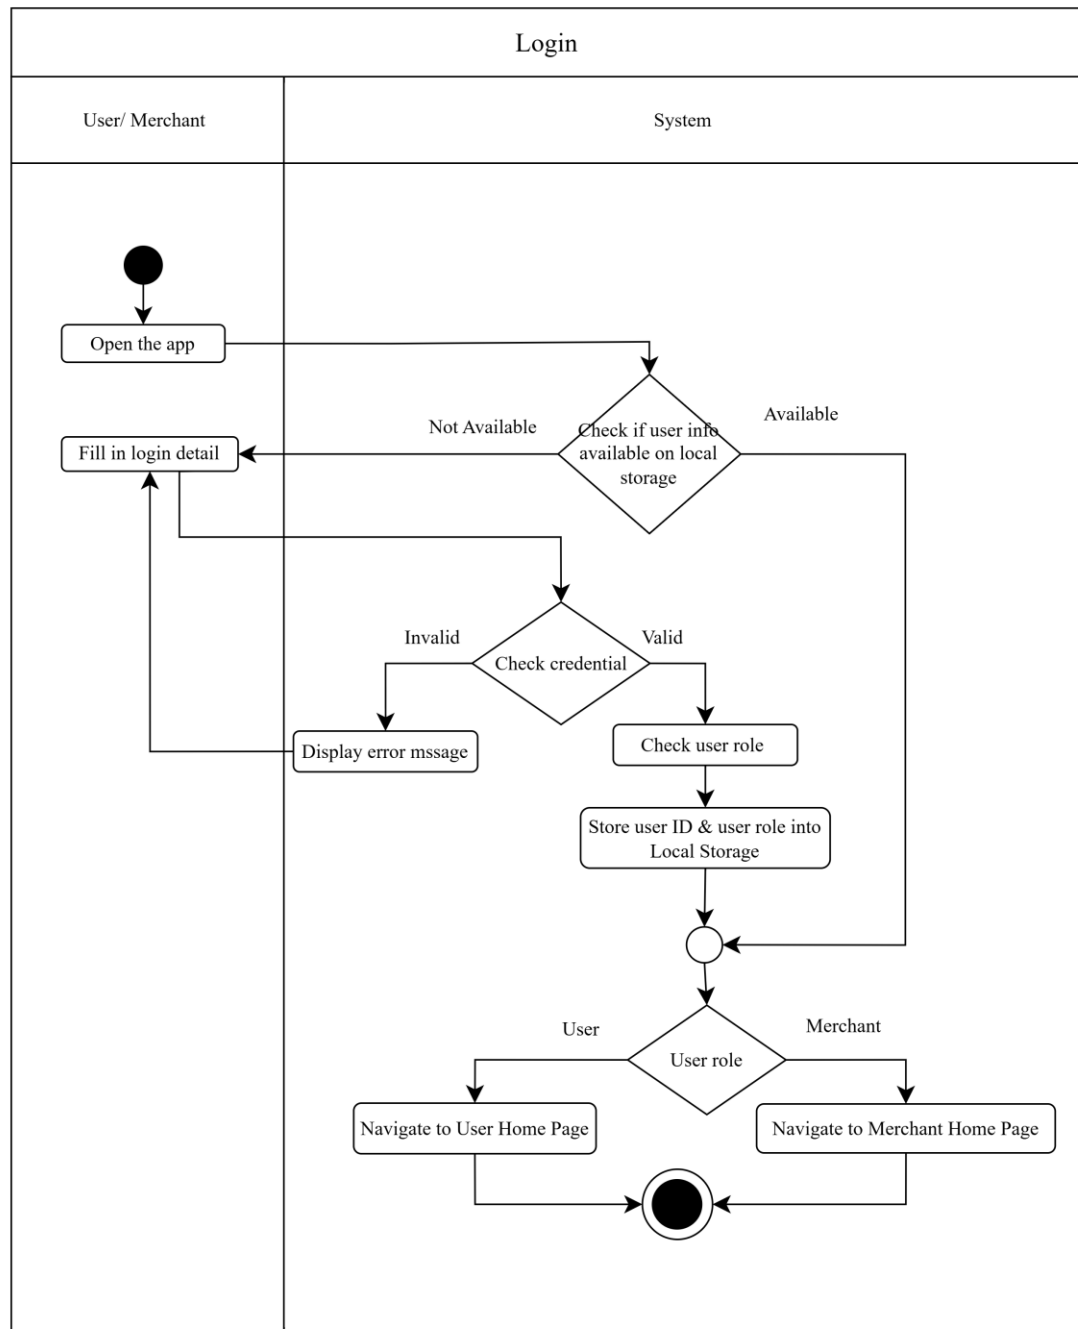 Login
User/ Merchant
System
Open the app
Not Available
Available
Check if user info
available on local
storage
Fill in login detail
Invalid
Valid
Check credential
Display error mssage
Check user role
Store user ID & user role into
Local Storage
User
Merchant
User role
Navigate to User Home Page
Navigate to Merchant Home Page